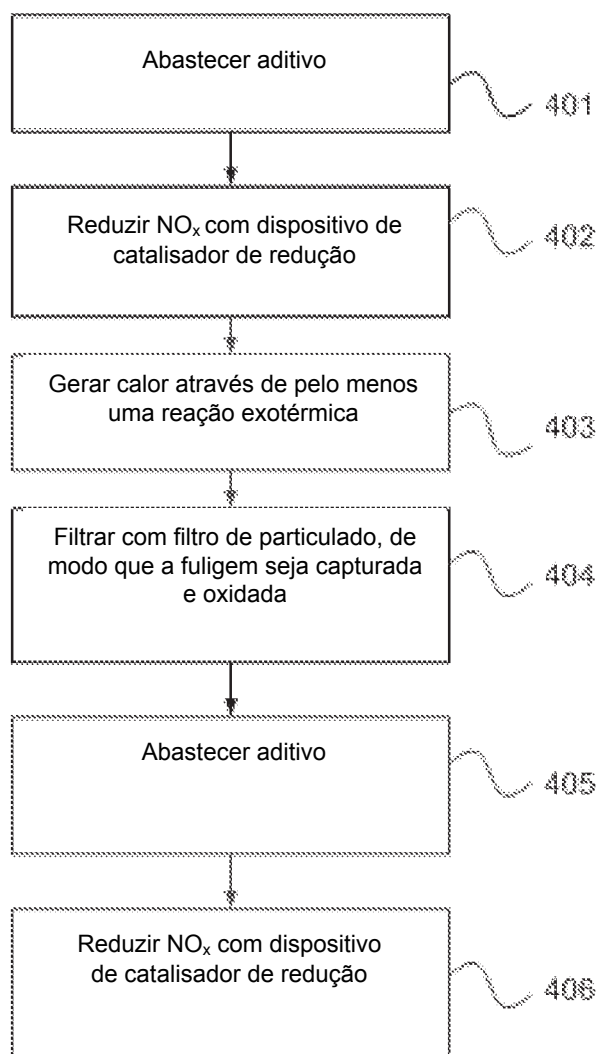 Abastecer aditivo
401
Reduzir NOx com dispositivo de
catalisador de redução
402
Gerar calor através de pelo menos
uma reação exotérmica
403
Filtrar com filtro de particulado, de
modo que a fuligem seja capturada
e oxidada
404
Abastecer aditivo
405
Reduzir NOx com dispositivo
de catalisador de redução
406